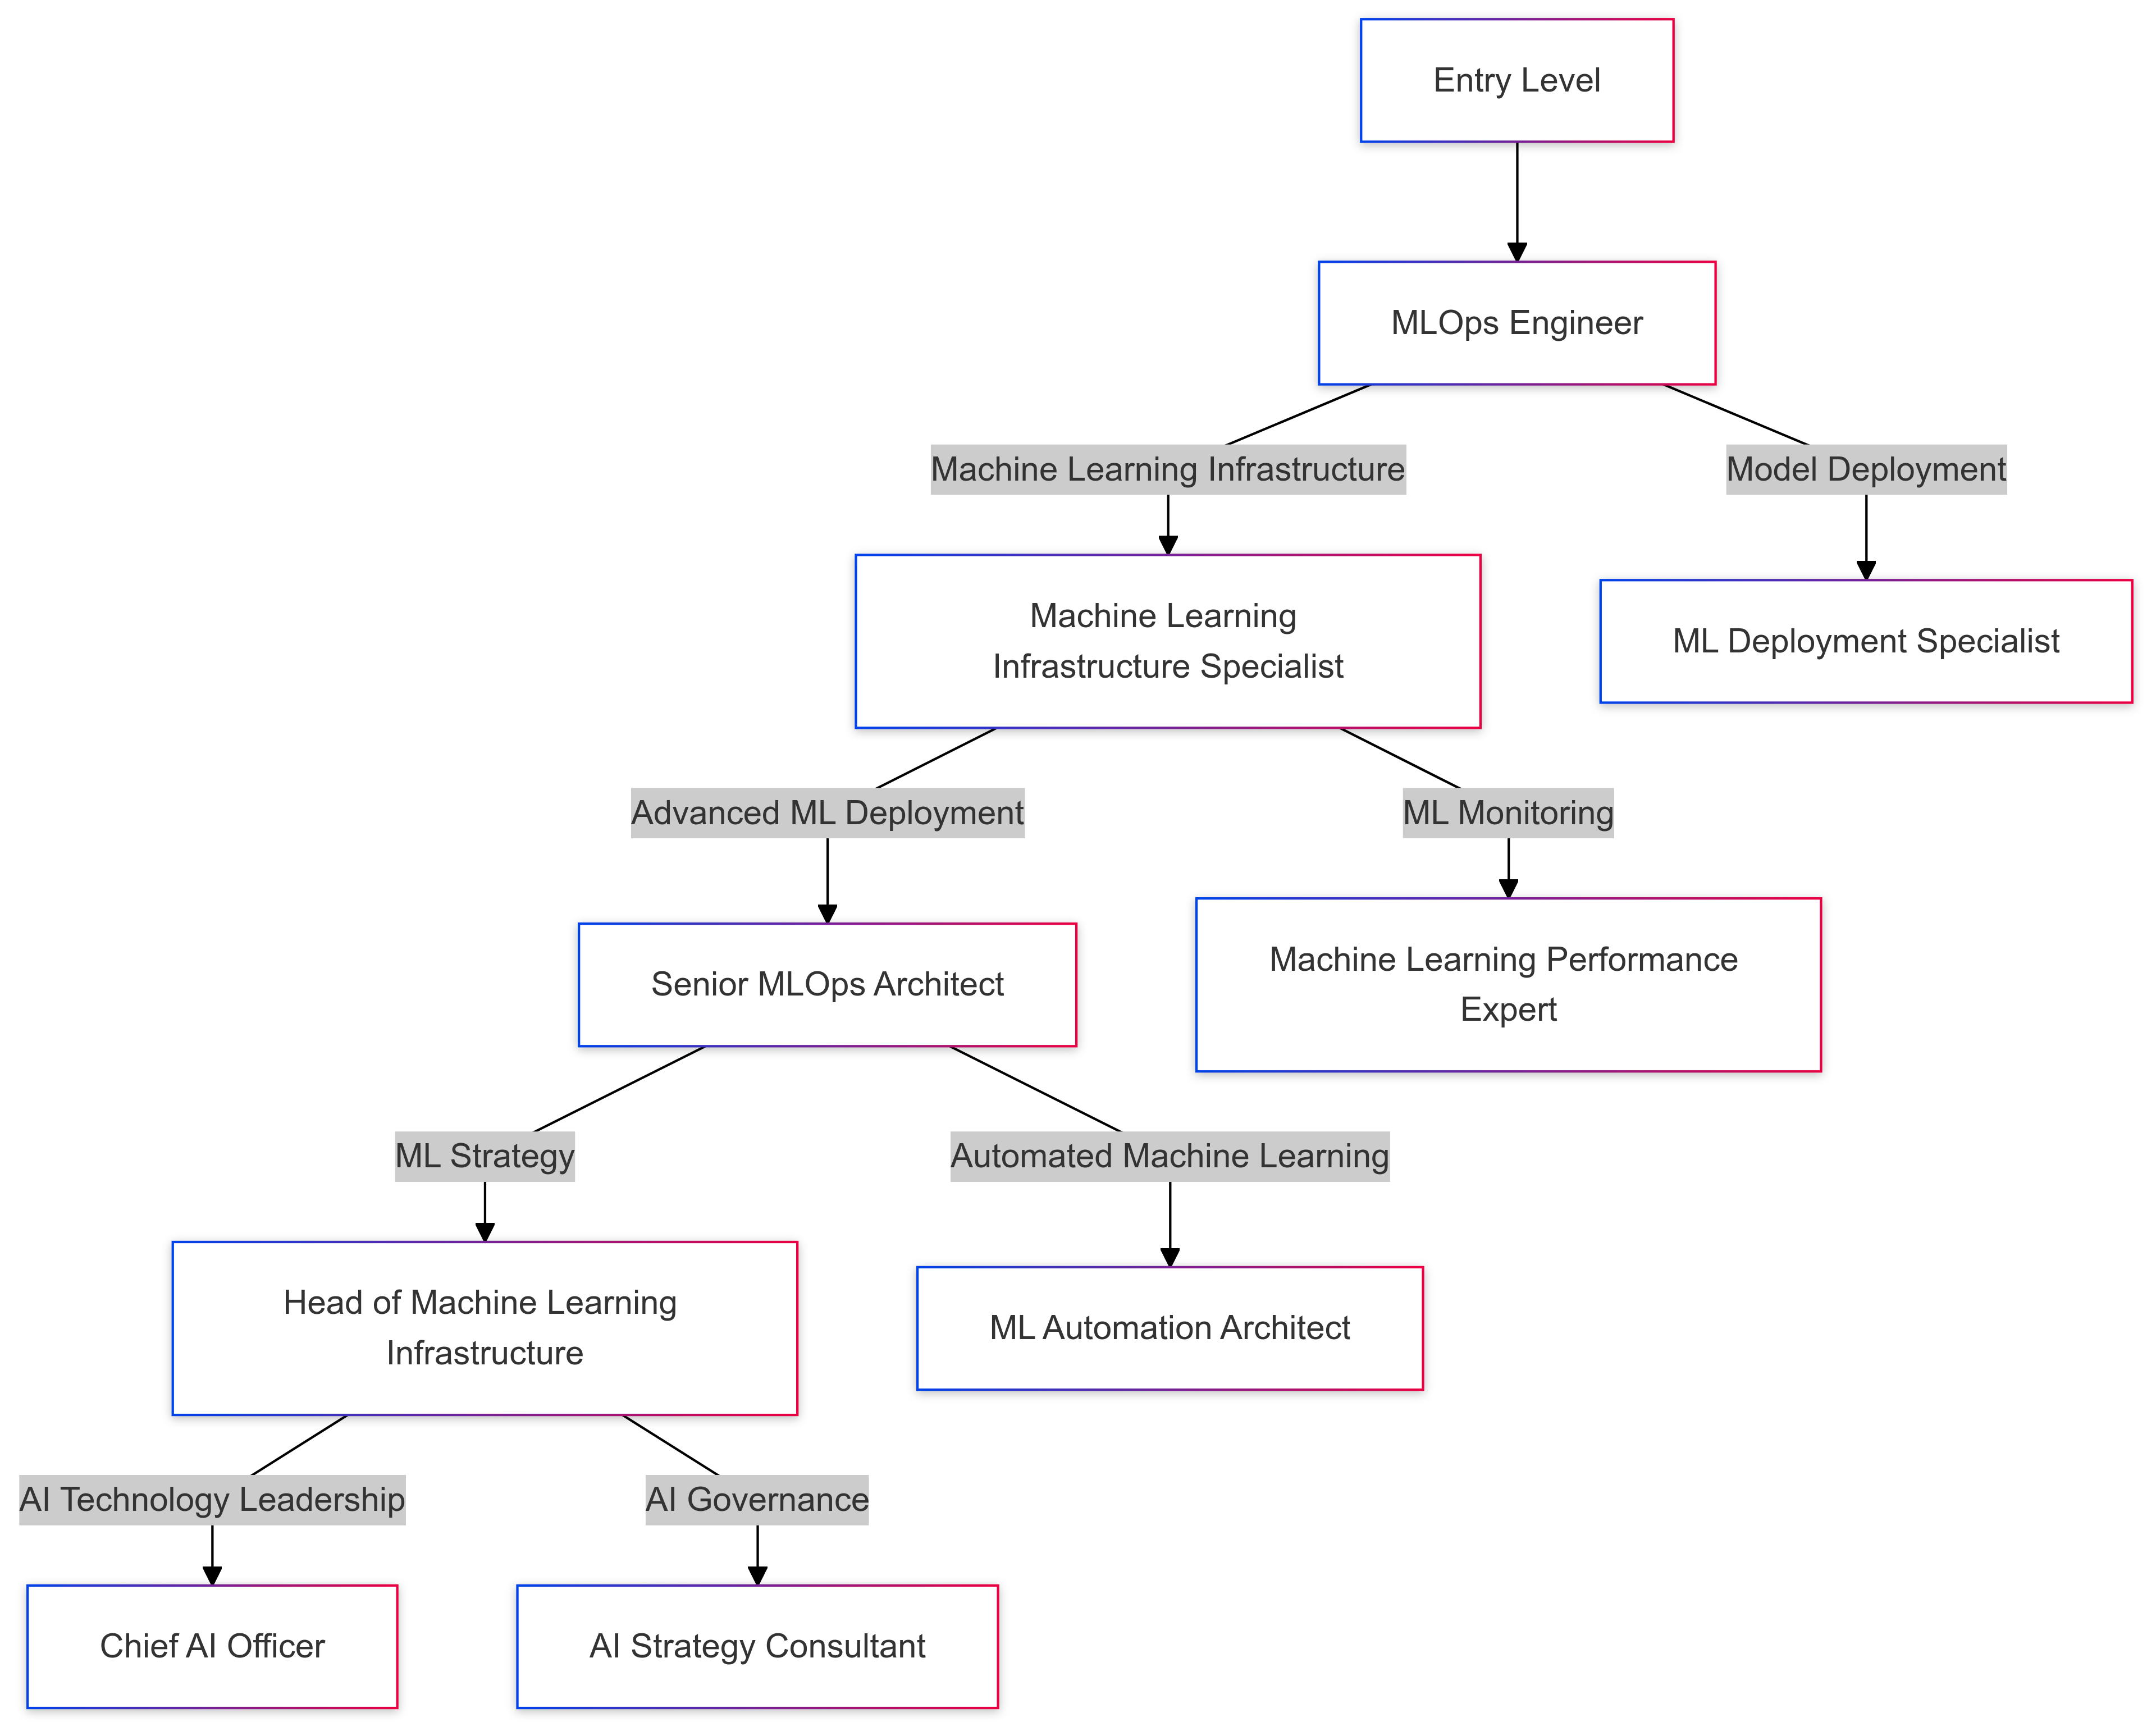 Entry Level
MLOps Engineer
Machine Learning Infrastructure
Model Deployment
Machine Learning
Infrastructure Specialist
ML Deployment Specialist
Advanced ML Deployment
ML Monitoring
Senior MLOps Architect
Machine Learning Performance
Expert
ML Strategy
Automated Machine Learning
Head of Machine Learning
Infrastructure
ML Automation Architect
AI Technology Leadership
AI Governance
Chief AI Officer
AI Strategy Consultant